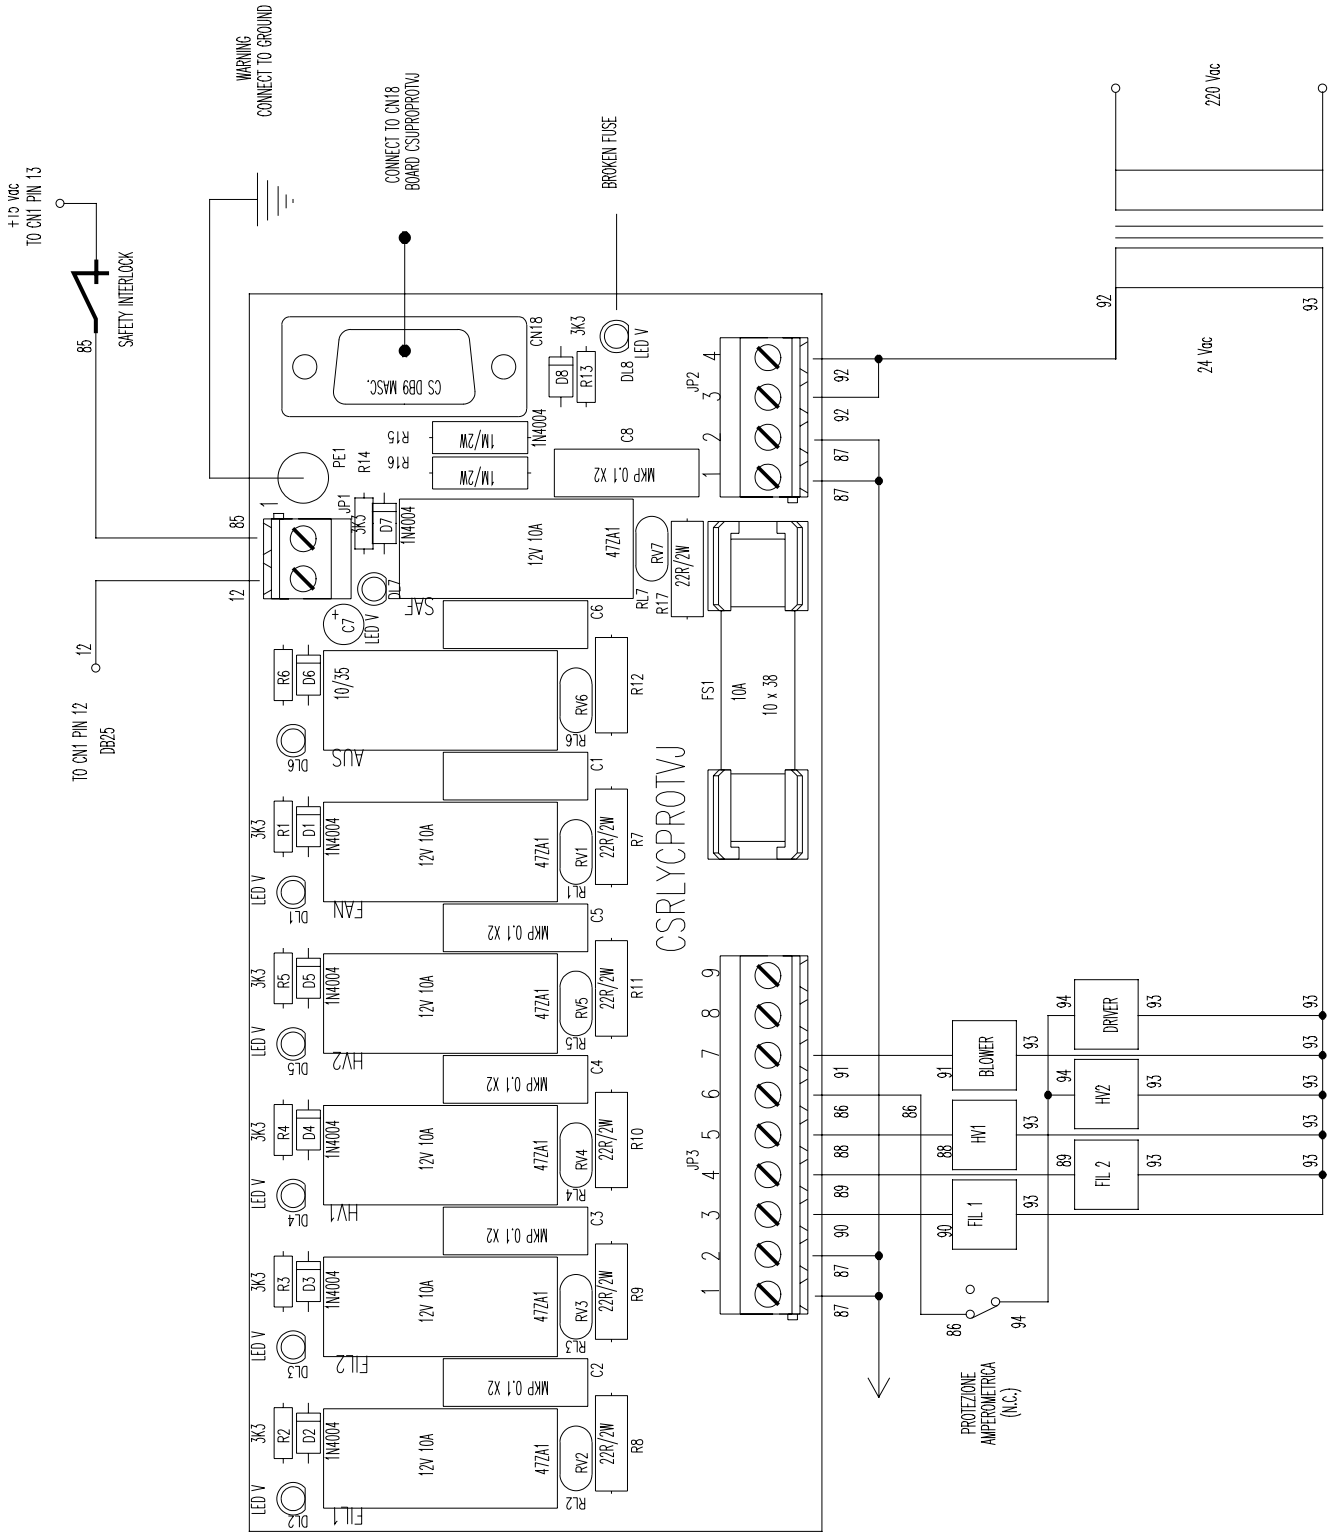 +15 Vac
TO CN1 PIN 13
SAFETY INTERLOCK
85
85
WARNING
CONNECT TO GROUND
CONNECT TO CN18
BOARD CSUPROPROTVJ
BROKEN FUSE
TO CN1 PIN 12
DB25
12
12
1
JP1
PE1
CS DB9 MASC.
CN18
D8
R13
3K3
DL8
LED V
R14
3K3
D7
1N4004
R15
R16
1M/2W
1M/2W
1N4004
C8
MKP 0.1 X2
DL7
LED V
C7
+
SAF
12V 10A
47ZA1
RL7
RV7
R17
22R/2W
C6
R6
D6
10/35
DL6
AUS
RL6
RV6
R12
C1
3K3
R1
D1
1N4004
LED V
DL1
FAN
12V 10A
47ZA1
RL1
RV1
22R/2W
R7
C5
MKP 0.1 X2
3K3
R5
D5
1N4004
LED V
DL5
HV2
12V 10A
47ZA1
RL5
RV5
22R/2W
R11
C4
MKP 0.1 X2
3K3
R4
D4
1N4004
LED V
DL4
HV1
12V 10A
47ZA1
RL4
RV4
22R/2W
R10
C3
MKP 0.1 X2
3K3
R3
D3
1N4004
LED V
DL3
FIL2
12V 10A
47ZA1
RL3
RV3
22R/2W
R9
C2
MKP 0.1 X2
3K3
R2
D2
1N4004
LED V
DL2
FIL1
12V 10A
47ZA1
RL2
RV2
22R/2W
R8
CSRLYCPROTVJ
FS1
10A
10 x 38
JP2
1 2 3 4
87 87 92 92
JP3
1 2 3 4 5 6 7 8 9
87 87 90 89 88 86 91
86
86
94
PROTEZIONE
AMPEROMETRICA
(N.C.)
90
FIL 1
93
88
HV1
93
91
BLOWER
93
89
FIL 2
93
94
HV2
93
94
DRIVER
93
93
93
93
93
93
92
93
24 Vac
220 Vac